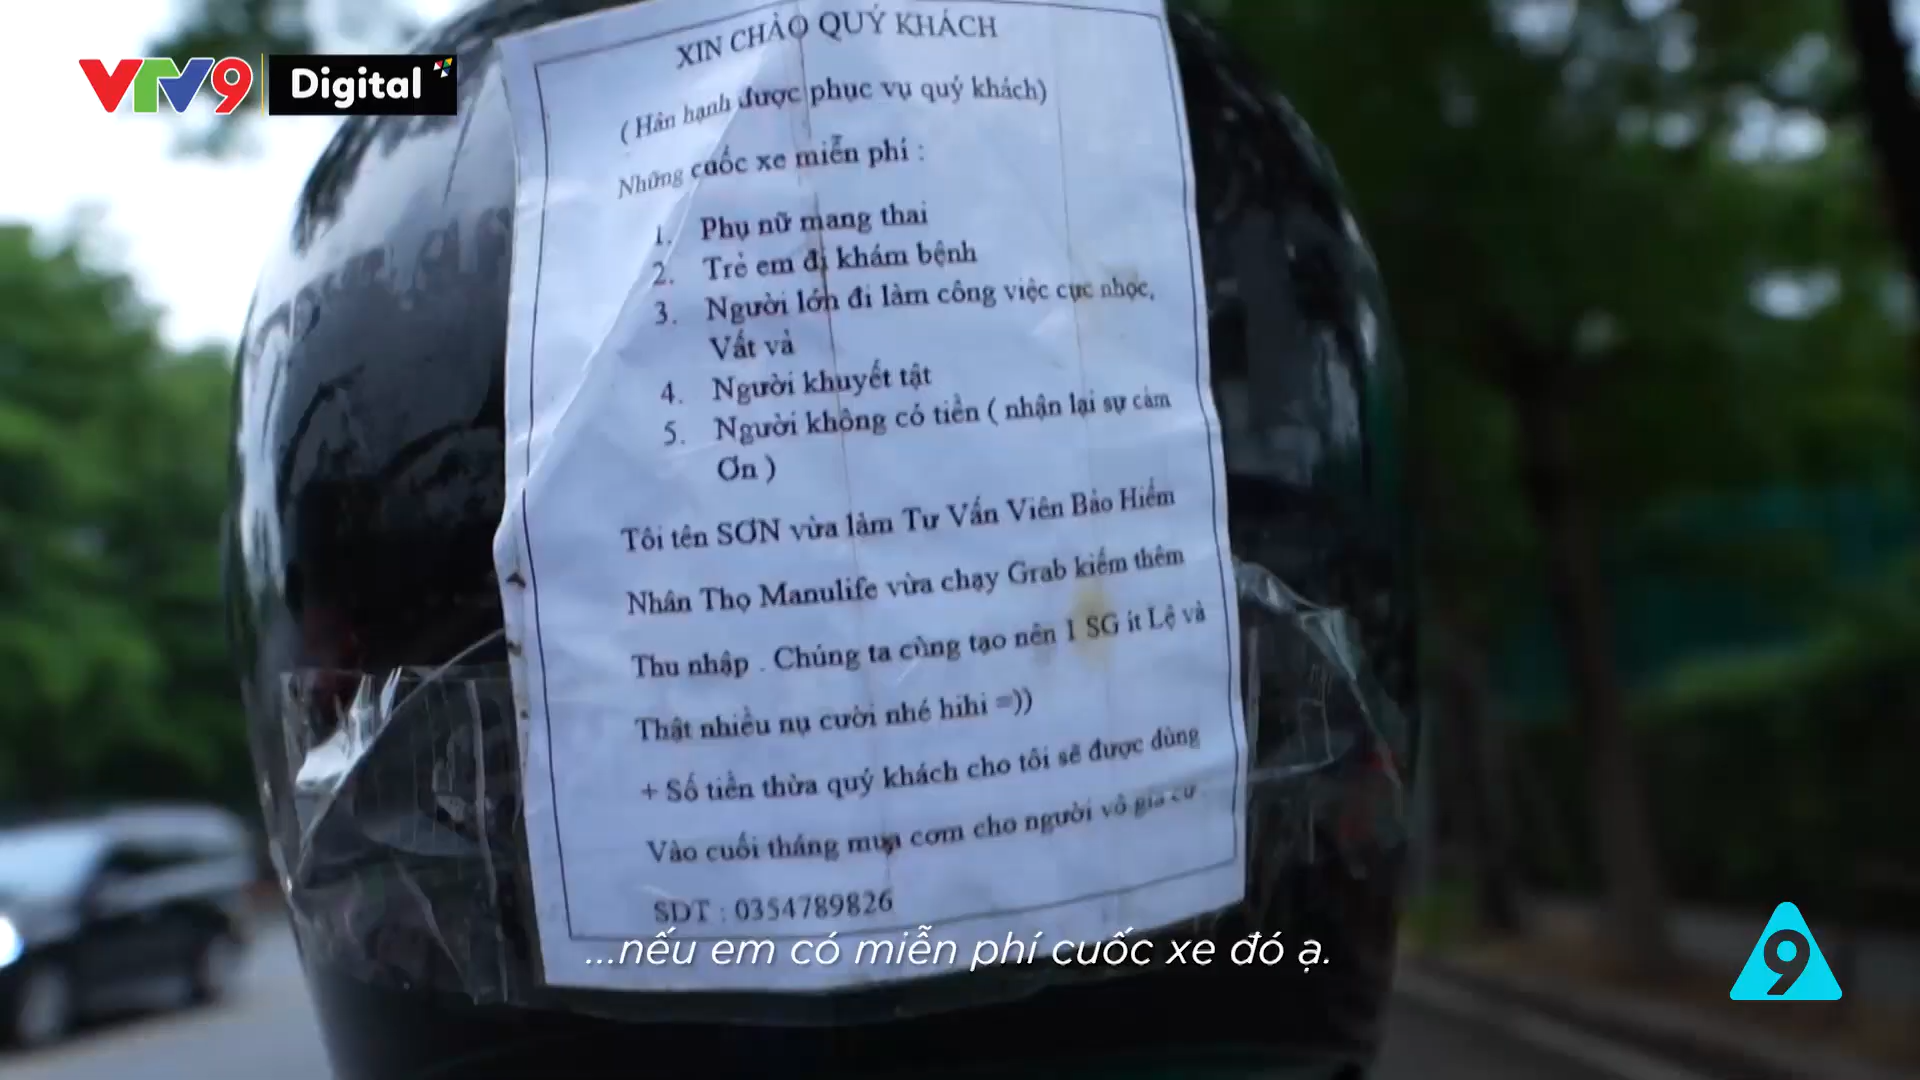 VTV9 Digital
XIN CHÀO QUÝ KHÁCH
( Hân hạnh được phục vụ quý khách)
Những cuốc xe miễn phí :
1. Phụ nữ mang thai
2. Trẻ em đi khám bệnh
3. Người lớn đi làm công việc cực nhọc,
Vất vả
4. Người khuyết tật
5. Người không có tiền ( nhận lại sự cảm
Ơn )
Tôi tên SƠN vừa làm Tư Vấn Viên Bảo Hiểm
Nhân Thọ Manulife vừa chạy Grab kiếm thêm
Thu nhập . Chúng ta cùng tạo nên 1 SG ít Lệ và
Thật nhiều nụ cười nhé hihi =))
+ Số tiền thừa quý khách cho tôi sẽ được dùng
Vào cuối tháng mua cơm cho người vô gia cư
SDT : 0354789826
...nếu em có miễn phí cuốc xe đó ạ.
9